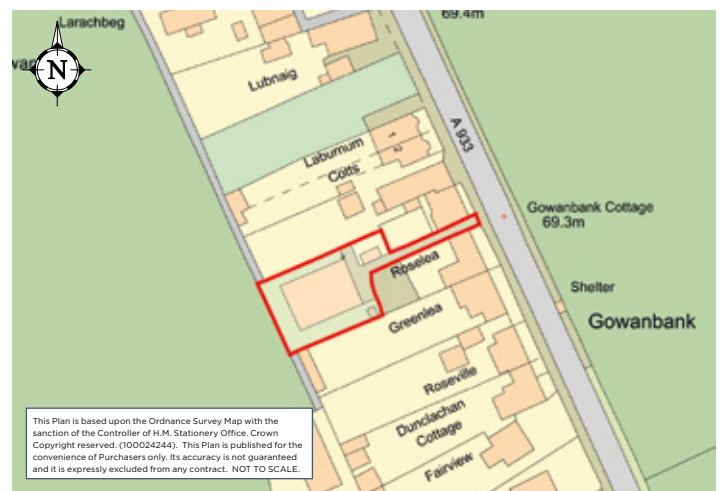 Larachbeg
69.4m
N
Lubnaig
A 933
1
2
Laburnum
Cotts
Gowanbank Cottage
69.3m
Roselea
Shelter
Greenlea
Gowanbank
Roseville
Dunclachan
Cottage
Fairview
This Plan is based upon the Ordnance Survey Map with the
sanction of the Controller of H.M. Stationery Office. Crown
Copyright reserved. (100024244). This Plan is published for the
convenience of Purchasers only. Its accuracy is not guaranteed
and it is expressly excluded from any contract. NOT TO SCALE.